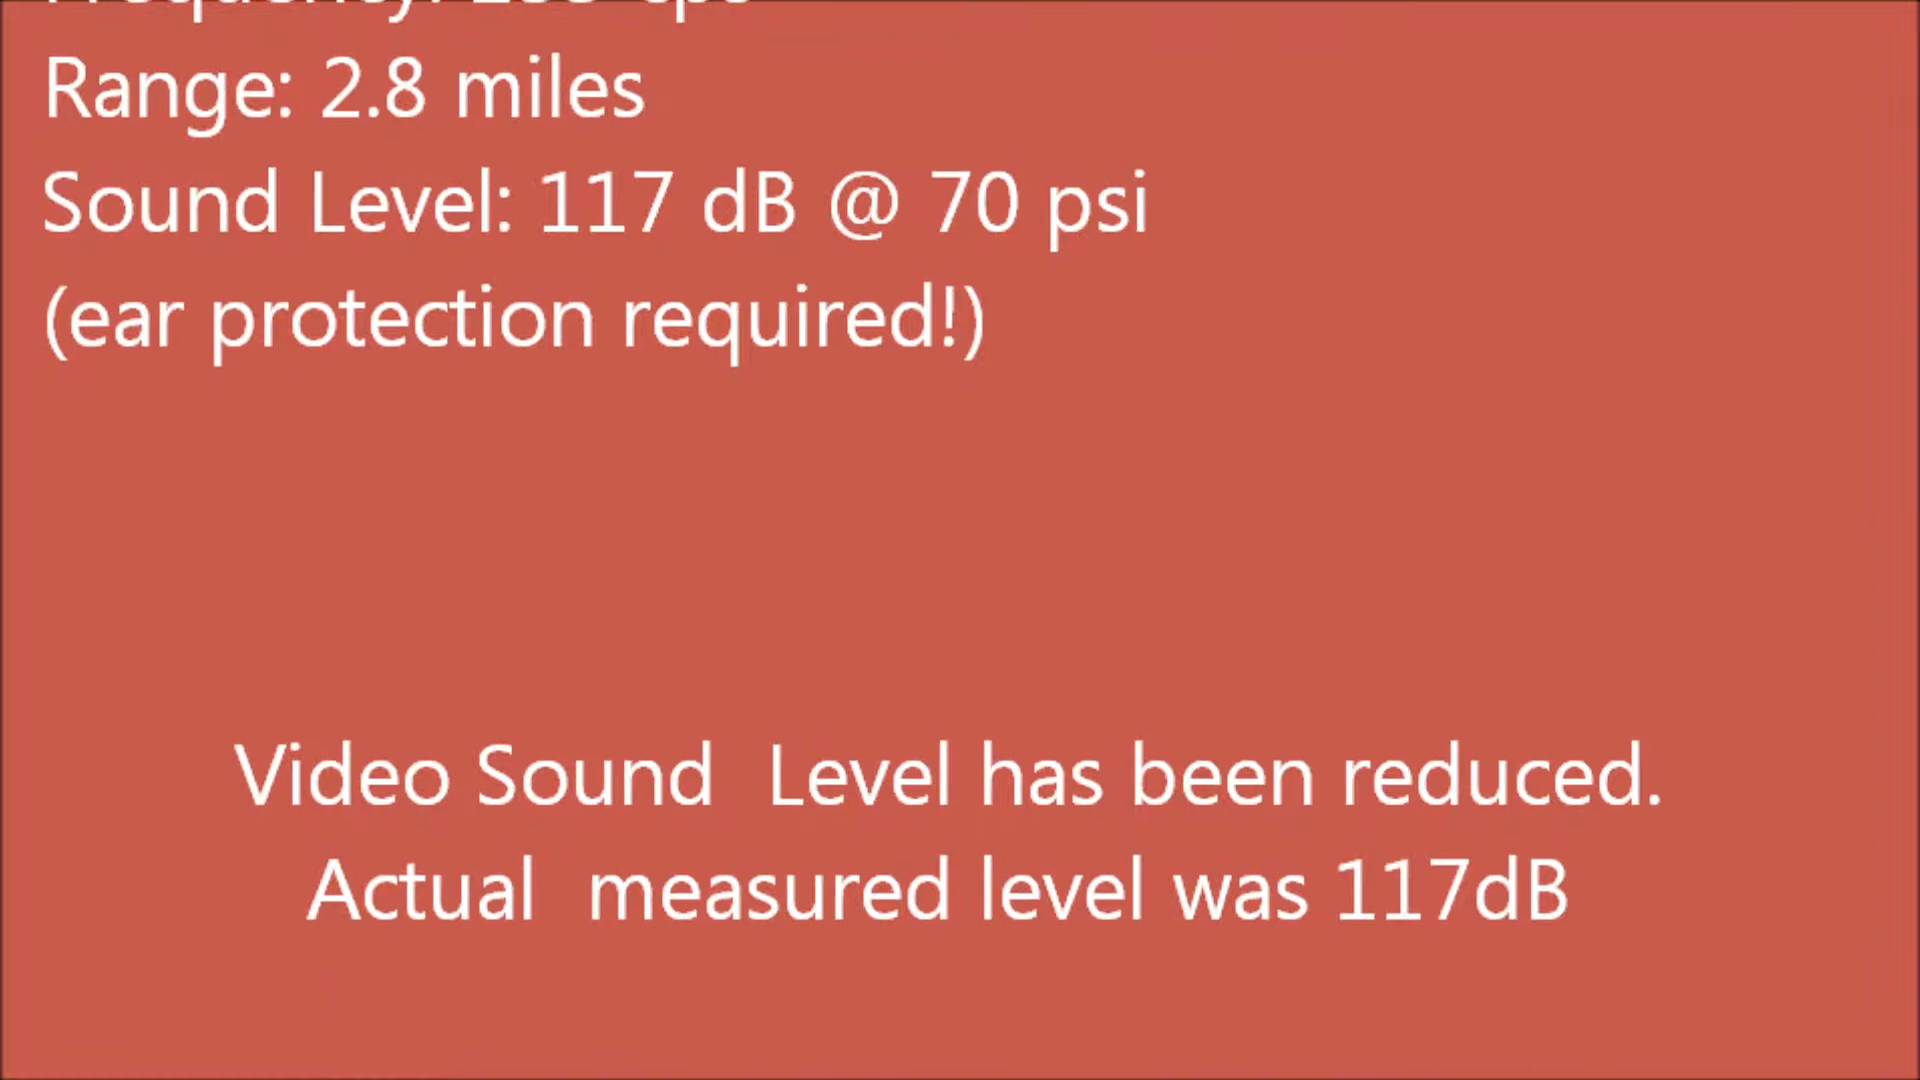 Frequency:
Range: 2.8 miles
Sound Level: 117 dB @ 70 psi
(ear protection required!)
Video Sound  Level has been reduced.
Actual  measured level was 117dB